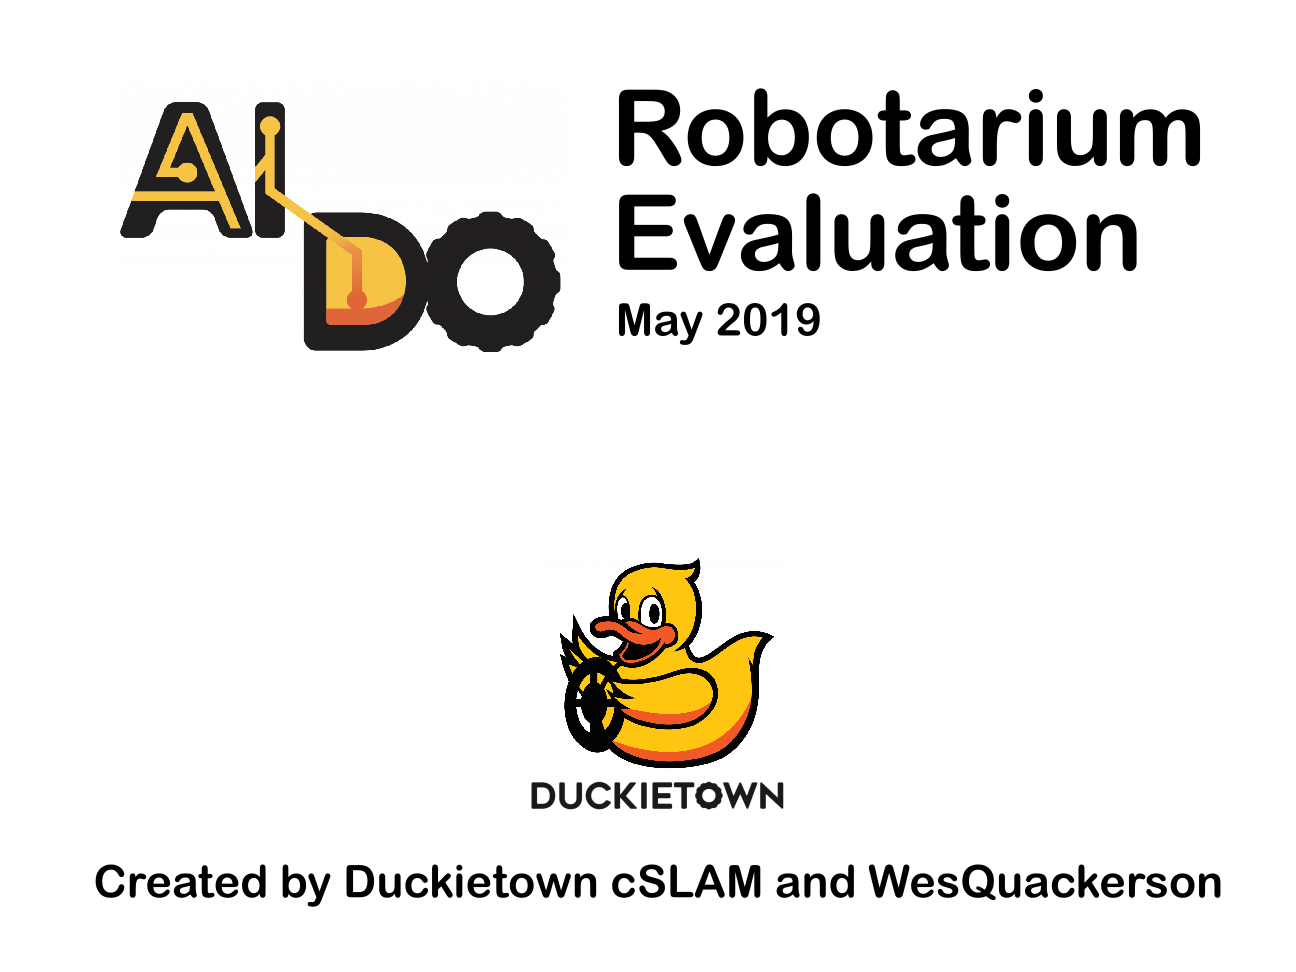 AI
DO
Robotarium
Evaluation
May 2019
DUCKIETOWN
Created by Duckietown cSLAM and WesQuackerson